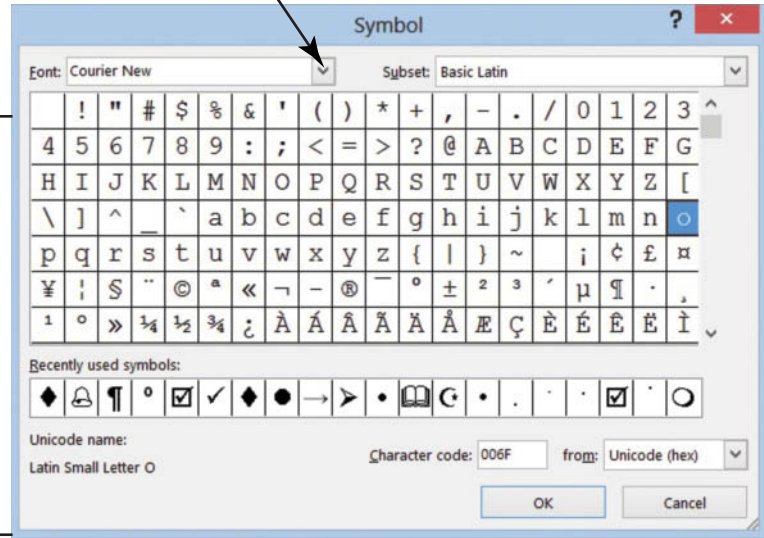 Symbol ? ×
Font: Courier New Subset: Basic Latin
! " # $ % & ' ( ) * + , - . / 0 1 2 3
4 5 6 7 8 9 : ; < = > ? @ A B C D E F G
H I J K L M N O P Q R S T U V W X Y Z [
\ ] ^ _ ` a b c d e f g h i j k l m n o
p q r s t u v w x y z { | } ~ ¡ ¢ £ ¤
¥ ¦ § ¨ © ª « ¬ - ® ¯ ° ± ² ³ ´ µ ¶ · ¸
¹ º » ¼ ½ ¾ ¿ À Á Â Ã Ä Å Æ Ç È É Ê Ë Ì
Recently used symbols:
♦ 🔔 ¶ ° ☑ ✓ ♦ ● → ➢ • 🕮 ☪ • . ˙ · ☑ ˙ ❍
Unicode name:
Latin Small Letter O
Character code: 006F from: Unicode (hex)
OK Cancel